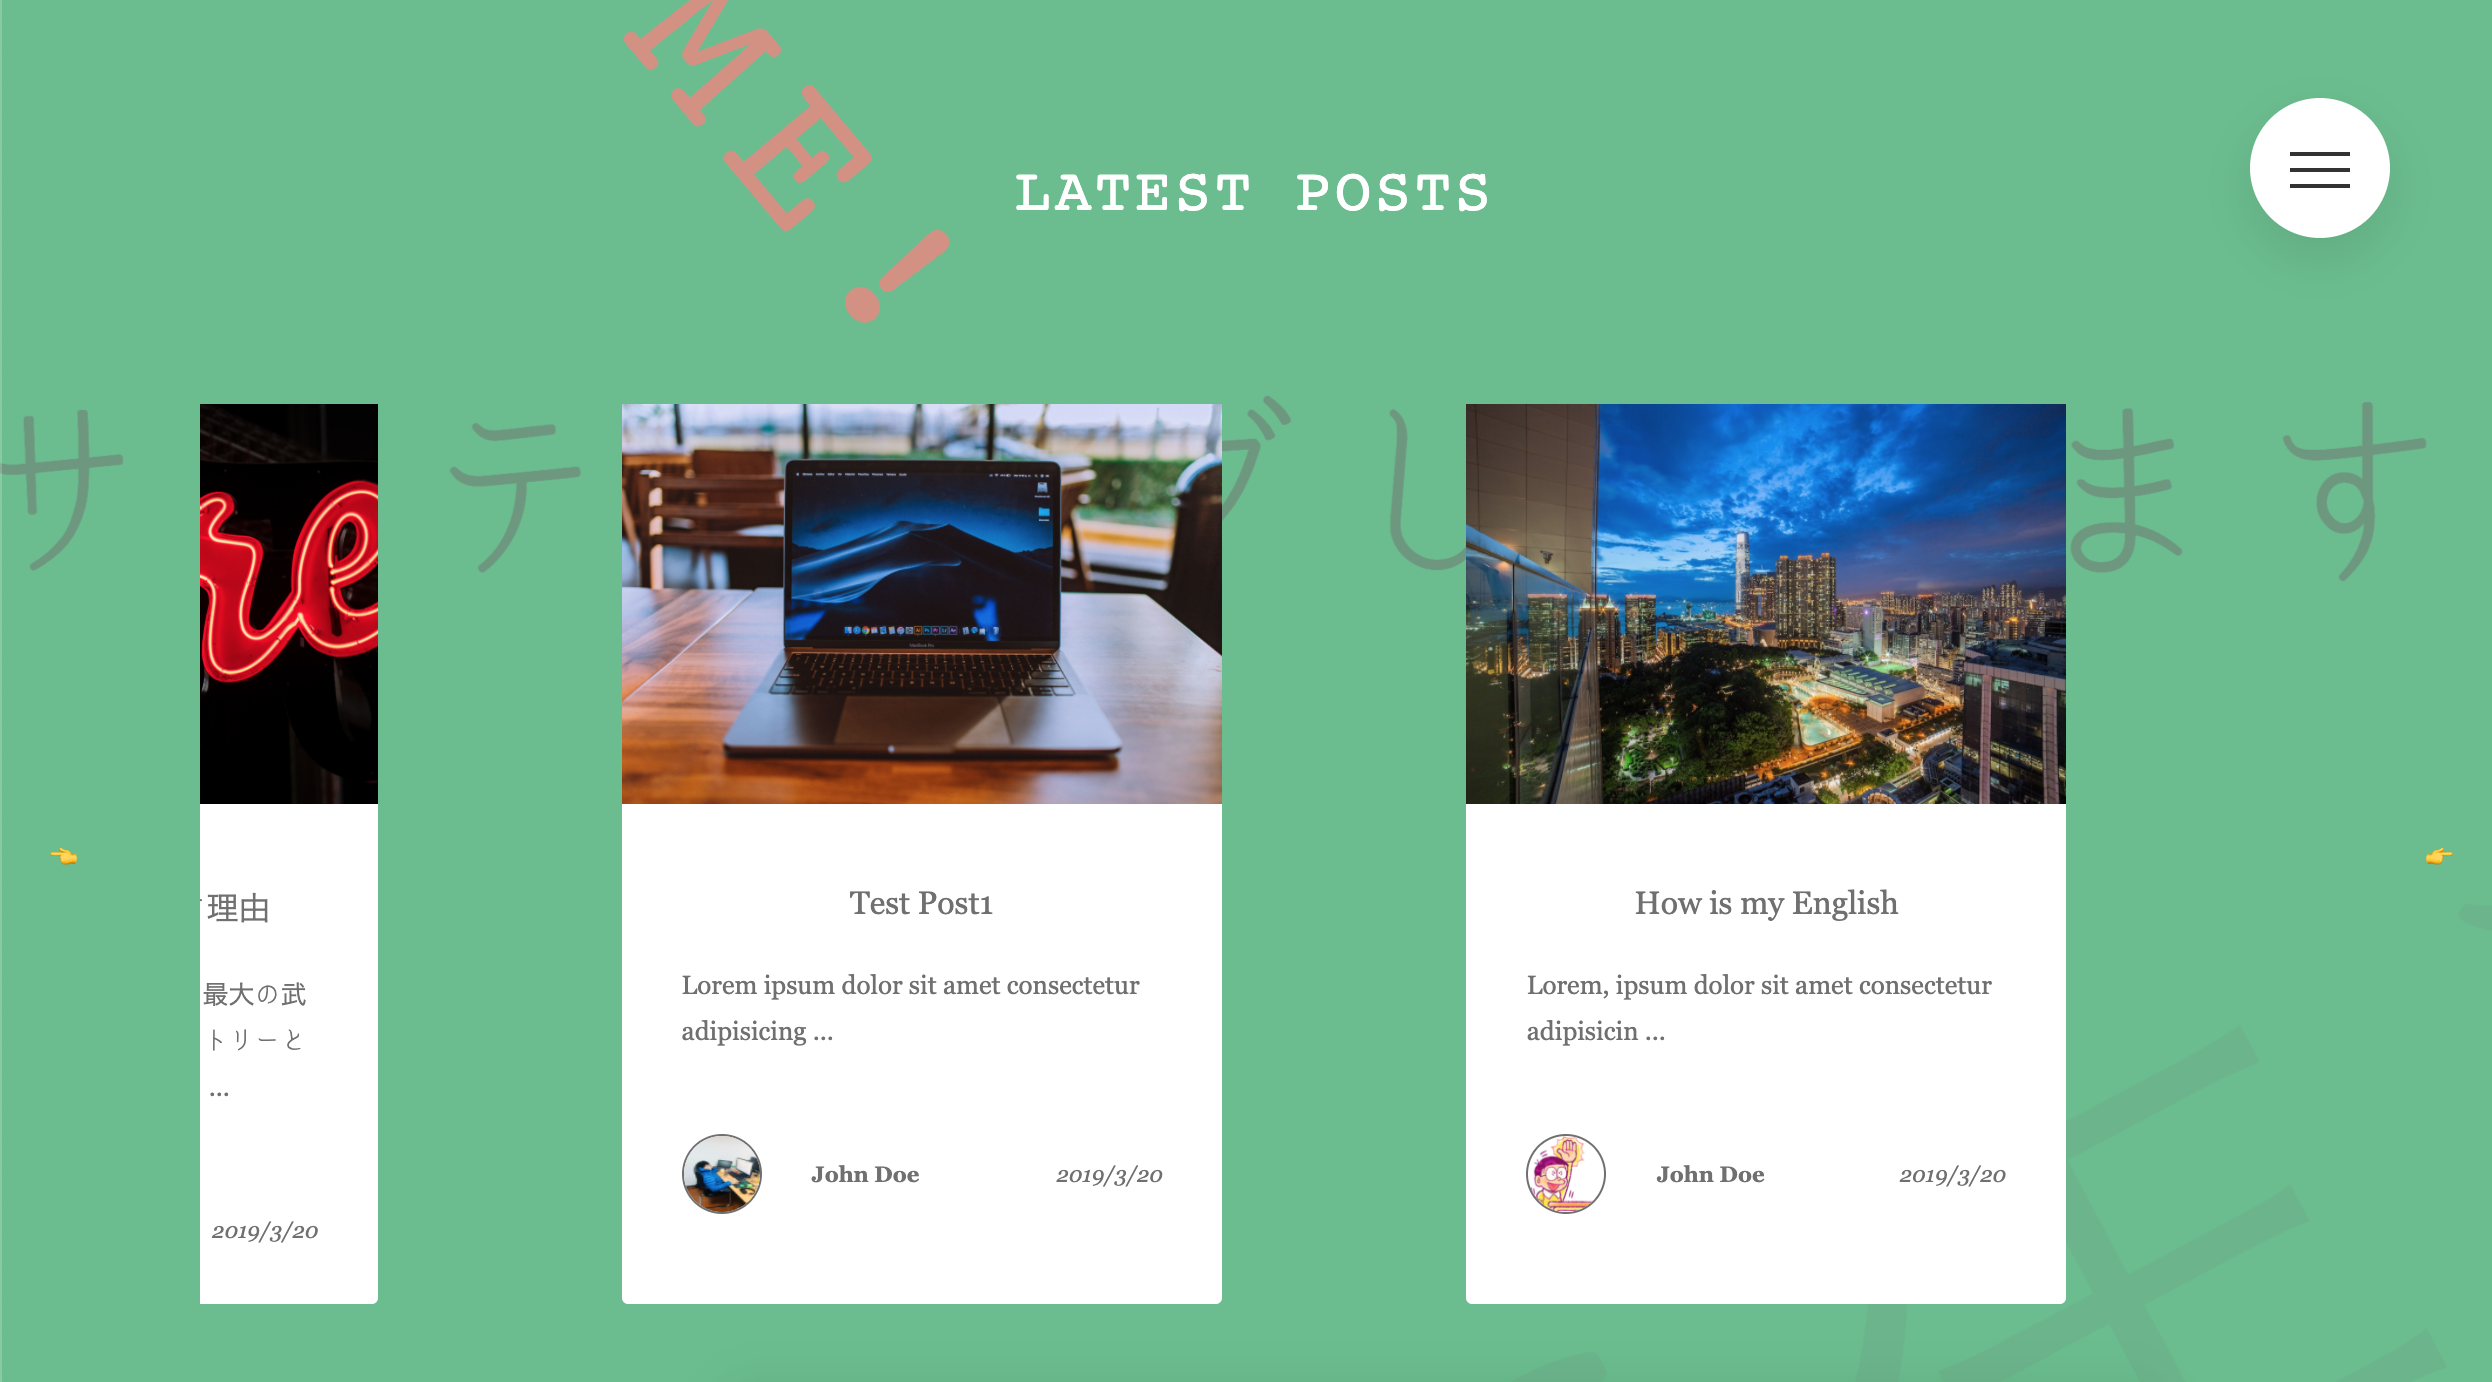 ME!
LATEST POSTS
サ テ ブ し ま す
re
理由
最大の武
トリーと
...
2019/3/20
Test Post1
Lorem ipsum dolor sit amet consectetur
adipisicing ...
John Doe
2019/3/20
How is my English
Lorem, ipsum dolor sit amet consectetur
adipisicin ...
John Doe
2019/3/20